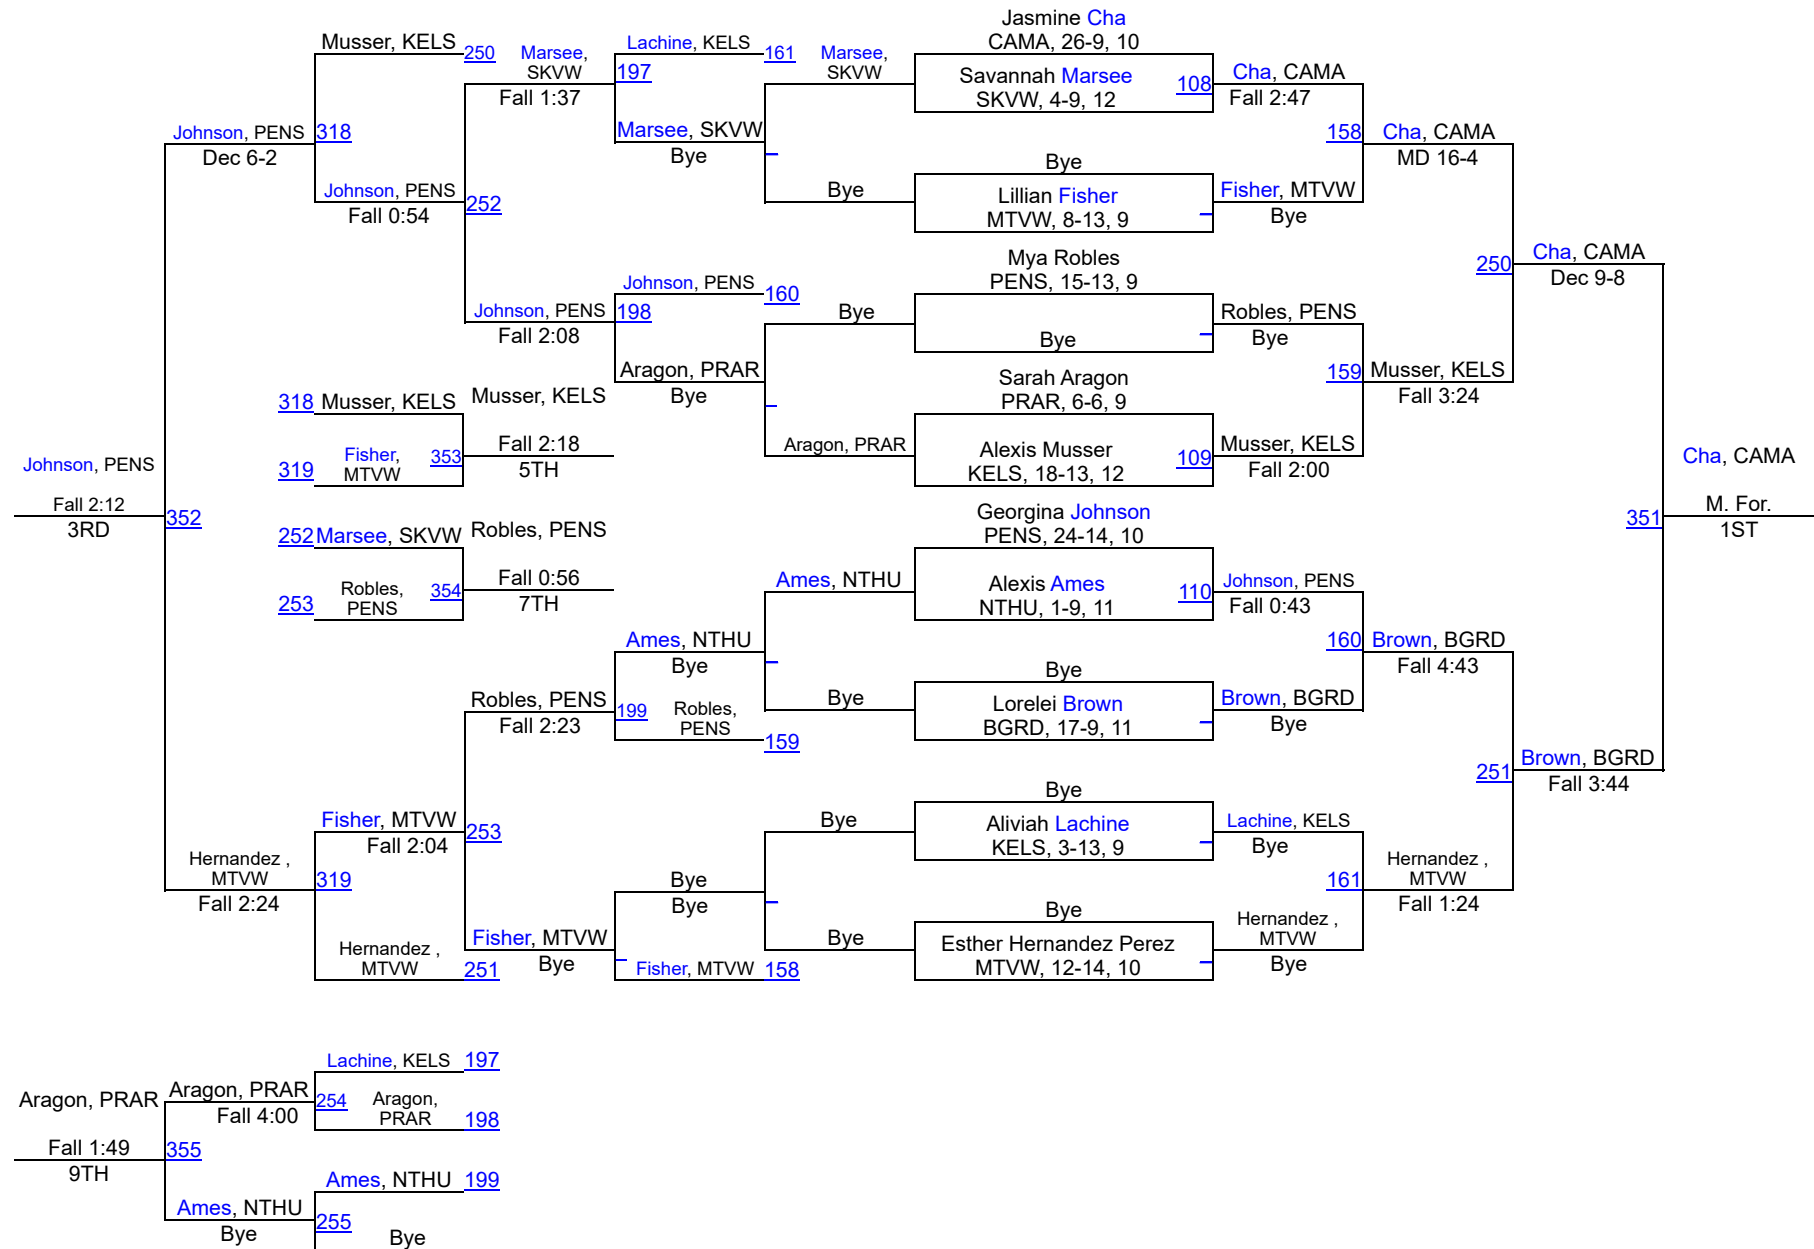 Jasmine Cha
CAMA, 26-9, 10
Savannah Marsee
SKVW, 4-9, 12
108
Cha, CAMA
Fall 2:47
Bye
Lillian Fisher
MTVW, 8-13, 9
Fisher, MTVW
Bye
158
Cha, CAMA
MD 16-4
Mya Robles
PENS, 15-13, 9
Bye
Robles, PENS
Bye
Sarah Aragon
PRAR, 6-6, 9
Alexis Musser
KELS, 18-13, 12
109
Musser, KELS
Fall 2:00
159
Musser, KELS
Fall 3:24
250
Cha, CAMA
Dec 9-8
Georgina Johnson
PENS, 24-14, 10
Alexis Ames
NTHU, 1-9, 11
110
Johnson, PENS
Fall 0:43
Bye
Lorelei Brown
BGRD, 17-9, 11
Brown, BGRD
Bye
160
Brown, BGRD
Fall 4:43
Bye
Aliviah Lachine
KELS, 3-13, 9
Lachine, KELS
Bye
Bye
Esther Hernandez Perez
MTVW, 12-14, 10
Hernandez ,
MTVW
Bye
161
Hernandez ,
MTVW
Fall 1:24
251
Brown, BGRD
Fall 3:44
351
Cha, CAMA
M. For.
1ST
Marsee,
SKVW
Bye
Bye
Aragon, PRAR
Ames, NTHU
Bye
Bye
Bye
Lachine, KELS
161
Marsee, SKVW
Bye
197
Marsee,
SKVW
Fall 1:37
Johnson, PENS
160
Aragon, PRAR
Bye
198
Johnson, PENS
Fall 2:08
Ames, NTHU
Bye
Robles,
PENS
159
199
Robles, PENS
Fall 2:23
Bye
Bye
Fisher, MTVW
158
Fisher, MTVW
Bye
Musser, KELS
250
252
Johnson, PENS
Fall 0:54
318
Johnson, PENS
Dec 6-2
253
Fisher, MTVW
Fall 2:04
Hernandez ,
MTVW
251
319
Hernandez ,
MTVW
Fall 2:24
352
Johnson, PENS
Fall 2:12
3RD
318
Musser, KELS
319
Fisher,
MTVW
353
Musser, KELS
Fall 2:18
5TH
252
Marsee, SKVW
253
Robles,
PENS
354
Robles, PENS
Fall 0:56
7TH
Lachine, KELS
197
Aragon,
PRAR
198
254
Aragon, PRAR
Fall 4:00
Ames, NTHU
199
Bye
255
Ames, NTHU
Bye
355
Aragon, PRAR
Fall 1:49
9TH